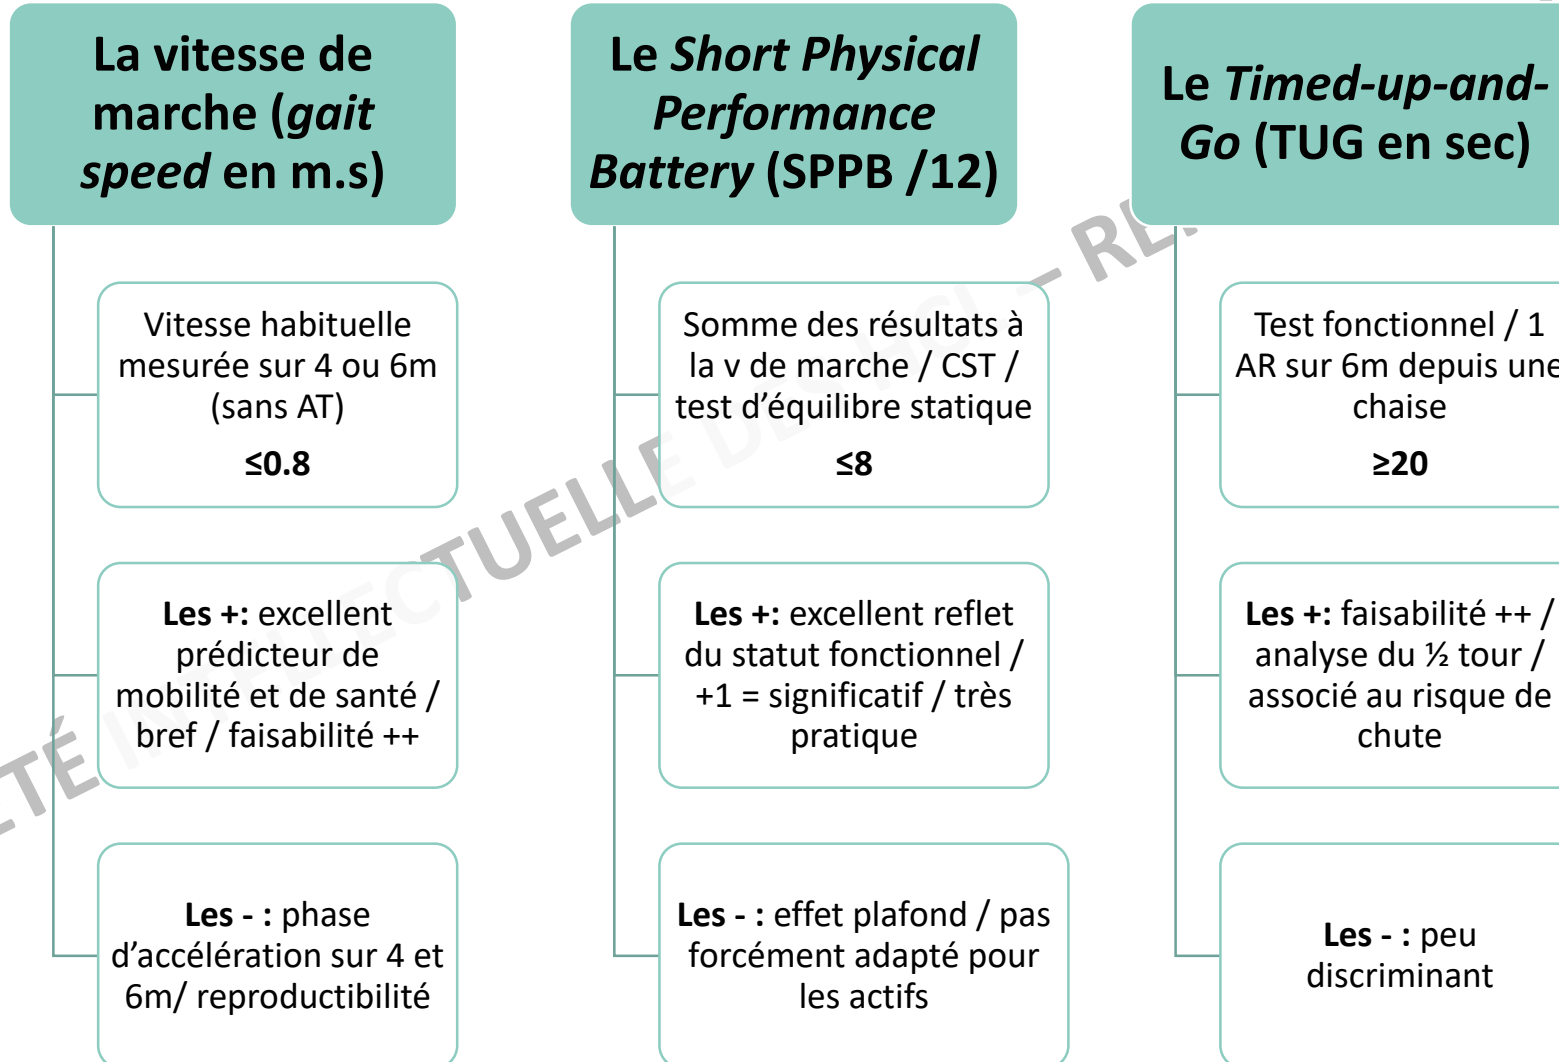 La vitesse de
marche (gait
speed en m.s)
Vitesse habituelle
mesurée sur 4 ou 6m
(sans AT)
≤0.8
Les +: excellent
prédicteur de
mobilité et de santé /
bref / faisabilité ++
Les - : phase
d’accélération sur 4 et
6m/ reproductibilité
Le Short Physical
Performance
Battery (SPPB /12)
Somme des résultats à
la v de marche / CST /
test d’équilibre statique
≤8
Les +: excellent reflet
du statut fonctionnel /
+1 = significatif / très
pratique
Les - : effet plafond / pas
forcément adapté pour
les actifs
Le Timed-up-and-
Go (TUG en sec)
Test fonctionnel / 1
AR sur 6m depuis une
chaise
≥20
Les +: faisabilité ++ /
analyse du ½ tour /
associé au risque de
chute
Les - : peu
discriminant
INTELLECTUELLE DES HCL –